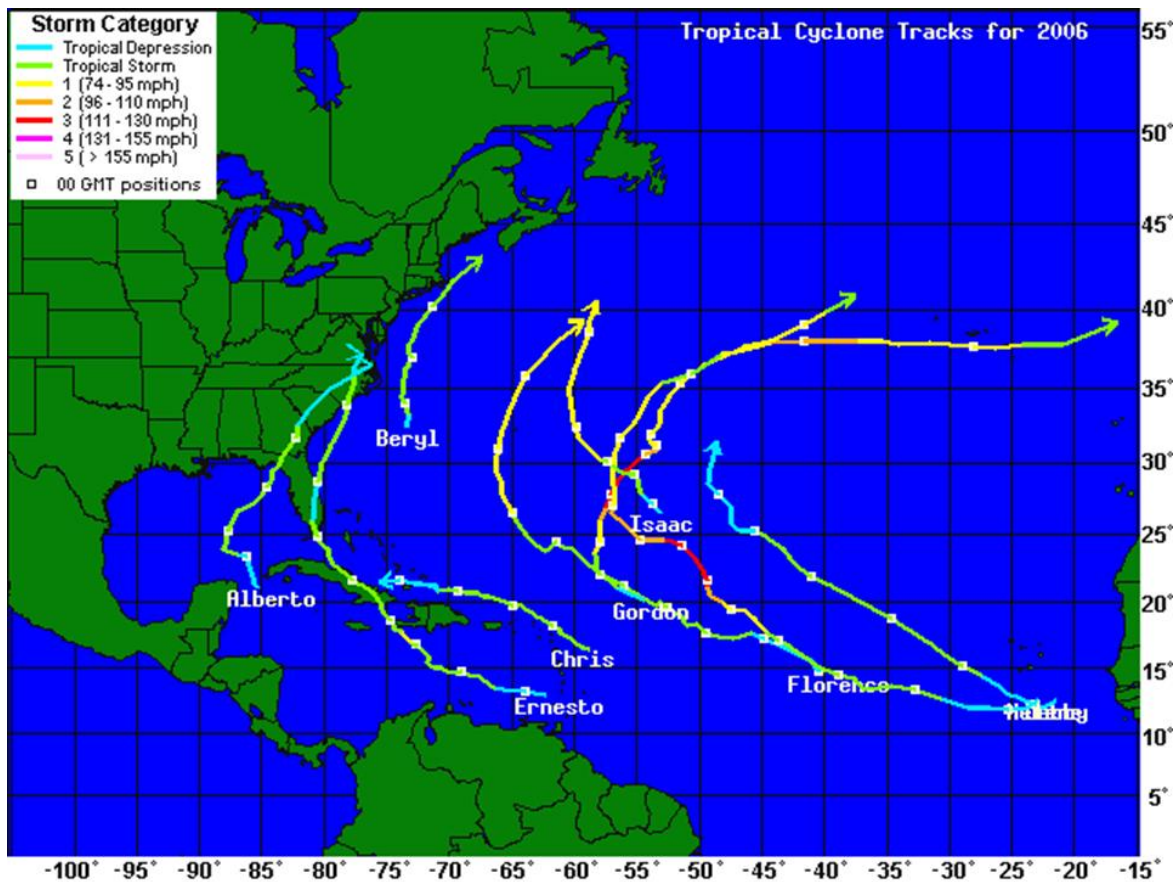 Storm Category
Tropical Depression
Tropical Storm
1 (74 - 95 mph)
2 (96 - 110 mph)
3 (111 - 130 mph)
4 (131 - 155 mph)
5 ( > 155 mph)
00 GMT positions
Tropical Cyclone Tracks for 2006
55°
50°
45°
40°
35°
30°
25°
20°
15°
10°
5°
Beryl
Isaac
Alberto
Gordon
Chris
Florence
Ernesto
-100° -95° -90° -85° -80° -75° -70° -65° -60° -55° -50° -45° -40° -35° -30° -25° -20° -15°